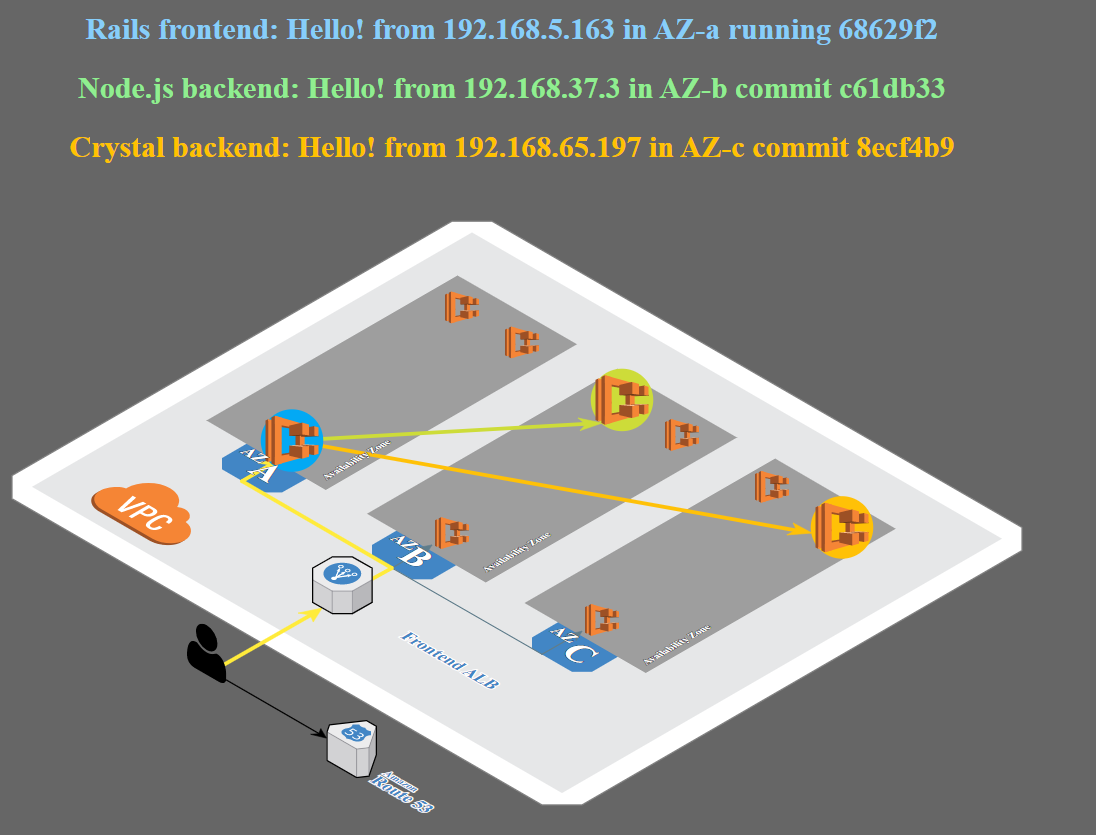 Rails frontend: Hello! from 192.168.5.163 in AZ-a running 68629f2
Node.js backend: Hello! from 192.168.37.3 in AZ-b commit c61db33
Crystal backend: Hello! from 192.168.65.197 in AZ-c commit 8ecf4b9
AZ A
Availability Zone
VPC
AZ B
Availability Zone
AZ C
Availability Zone
Frontend ALB
53
Amazon
Route 53